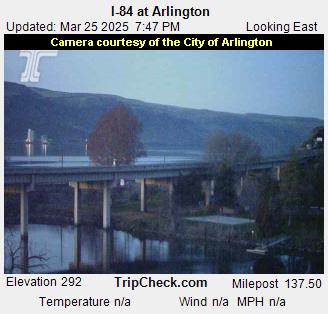 I-84 at Arlington
Updated: Mar 25 2025 7:47 PM Looking East
Camera courtesy of the City of Arlington
Elevation 292 TripCheck.com Milepost 137.50
Temperature n/a Wind n/a MPH n/a